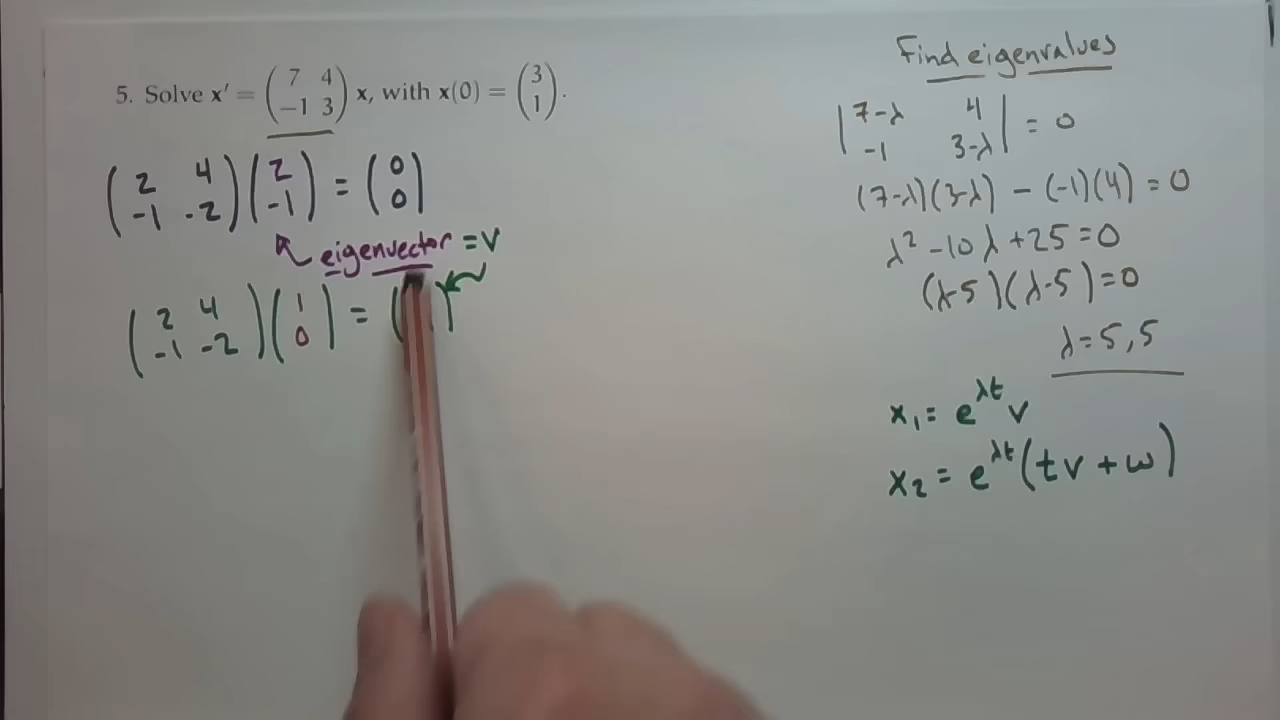 5. Solve x′ = (7 4 −1 3) x, with x(0) = (3 1).
(2 4 -1 -2)(2 -1) = (0 0)
eigenvector = v
(2 4 -1 -2)(1 0) = ( )
Find eigenvalues
|7-λ 4 -1 3-λ| = 0
(7-λ)(3-λ) - (-1)(4) = 0
λ² - 10λ + 25 = 0
(λ-5)(λ-5) = 0
λ = 5, 5
x₁ = e^λt v
x₂ = e^λt (tv + w)